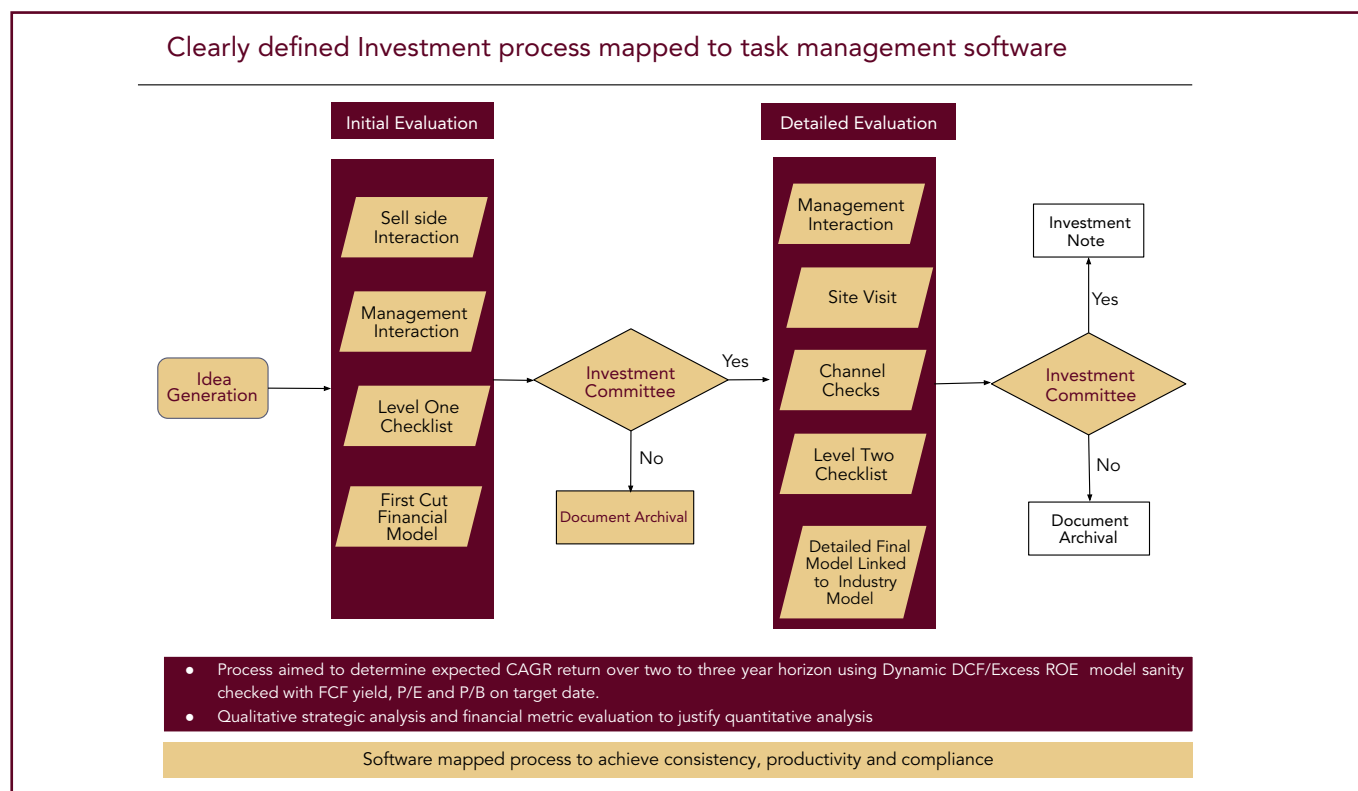 Clearly defined Investment process mapped to task management software
Initial Evaluation
Detailed Evaluation
Idea
Generation
Sell side
Interaction
Management
Interaction
Level One
Checklist
First Cut
Financial
Model
Investment
Committee
Yes
No
Document Archival
Management
Interaction
Site Visit
Channel
Checks
Level Two
Checklist
Detailed Final
Model Linked
to Industry
Model
Investment
Committee
Yes
Investment
Note
No
Document
Archival
● Process aimed to determine expected CAGR return over two to three year horizon using Dynamic DCF/Excess ROE model sanity
checked with FCF yield, P/E and P/B on target date.
● Qualitative strategic analysis and financial metric evaluation to justify quantitative analysis
Software mapped process to achieve consistency, productivity and compliance